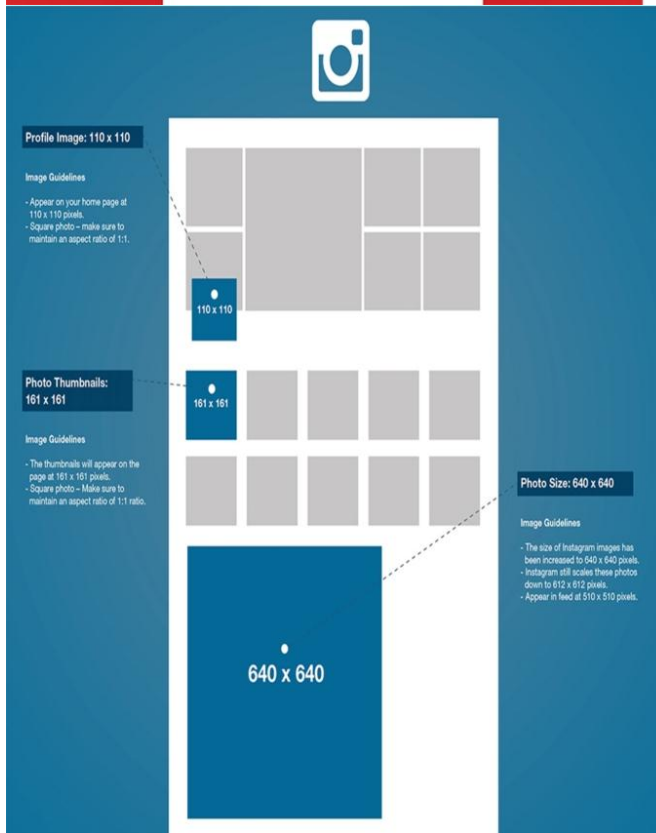 Profile Image: 110 x 110
Image Guidelines
- Appear on your home page at
110 x 110 pixels.
- Square photo – make sure to
maintain an aspect ratio of 1:1.
110 x 110
Photo Thumbnails:
161 x 161
161 x 161
Image Guidelines
- The thumbnails will appear on the
page at 161 x 161 pixels.
- Square photo – Make sure to
maintain an aspect ratio of 1:1 ratio.
Photo Size: 640 x 640
Image Guidelines
- The size of Instagram images has
been increased to 640 x 640 pixels.
- Instagram still scales these photos
down to 612 x 612 pixels.
- Appear in feed at 510 x 510 pixels.
640 x 640